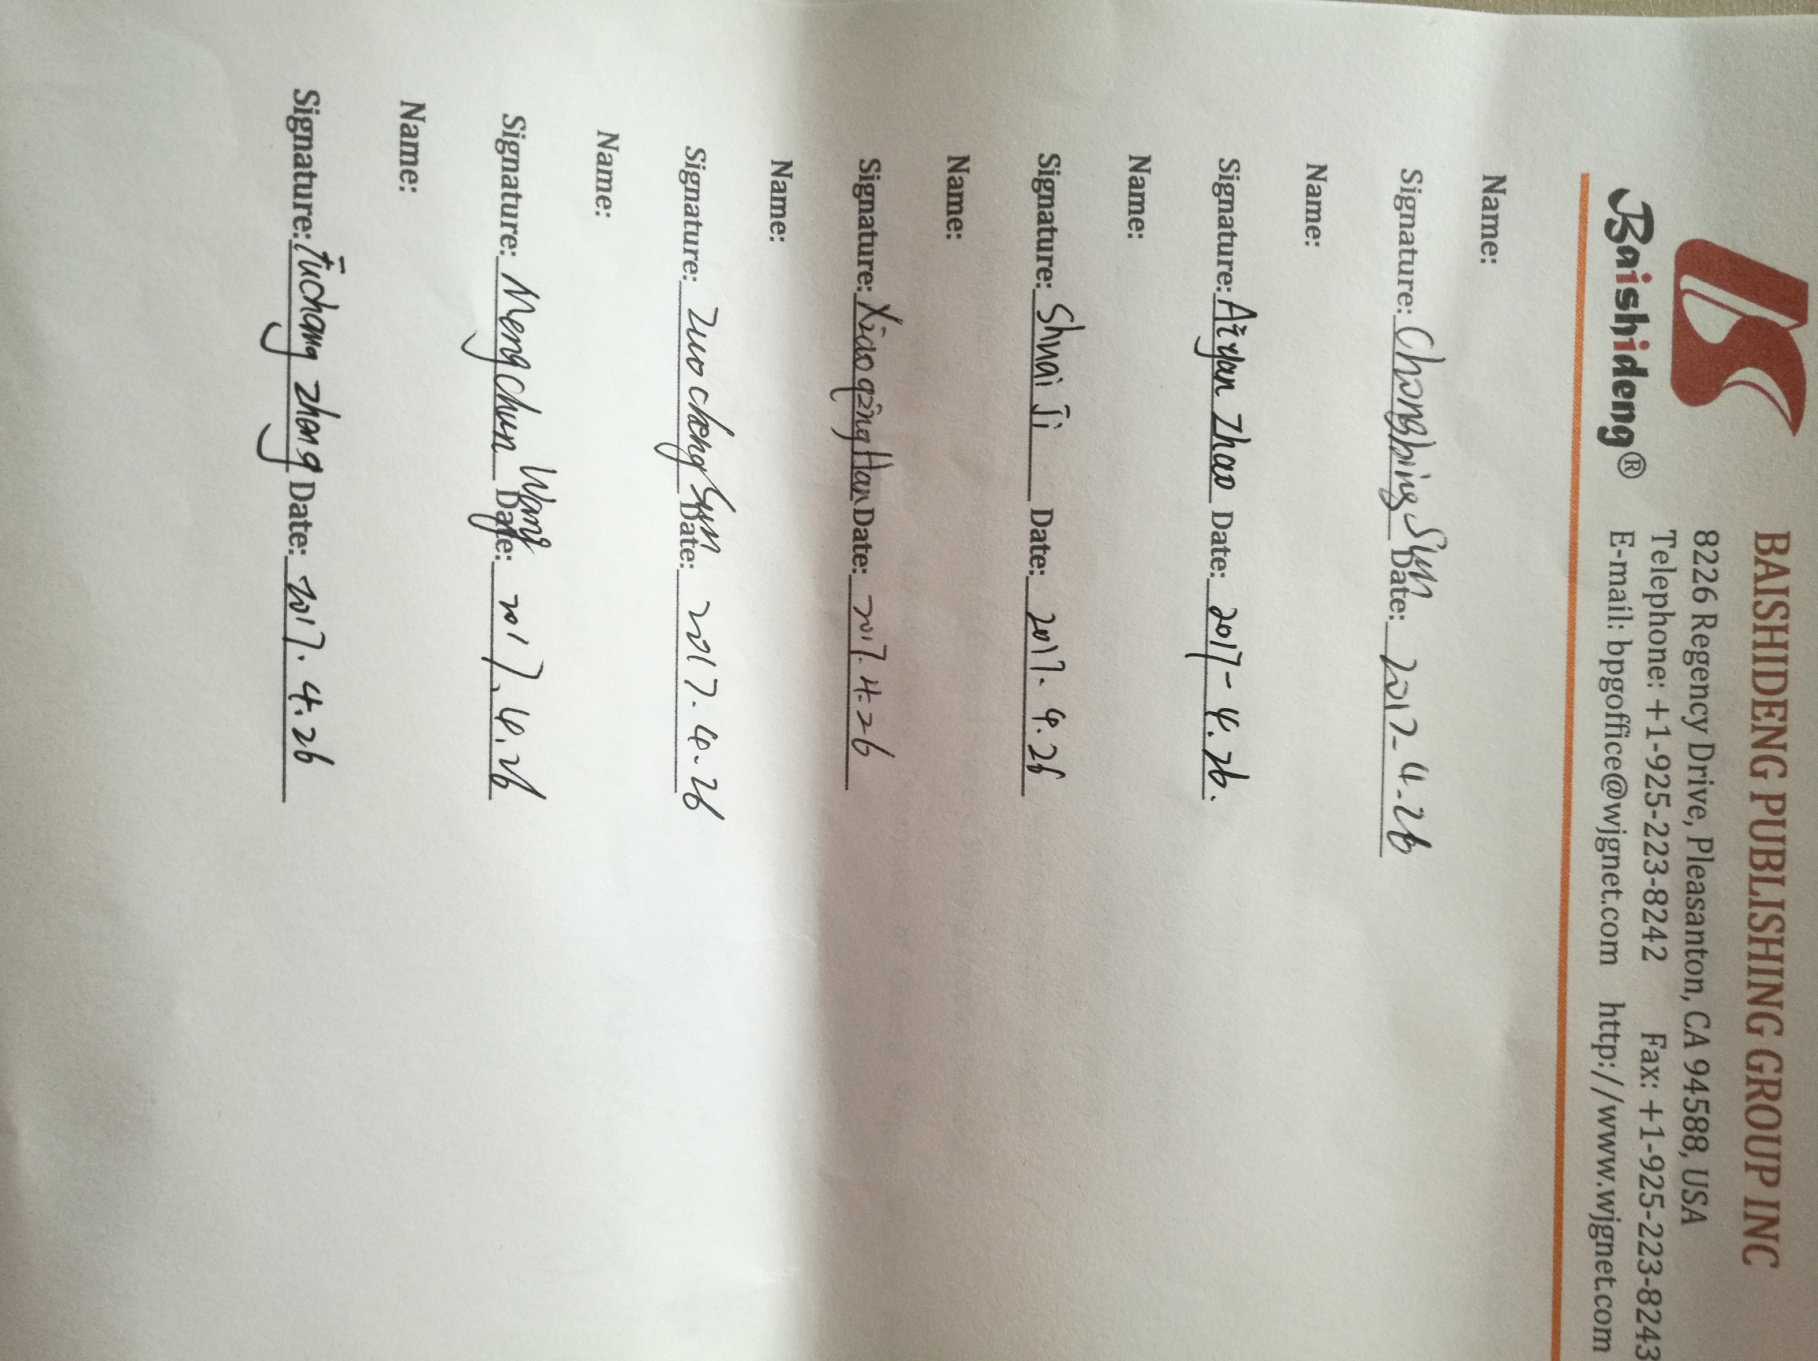 BAISHIDENG PUBLISHING GROUP INC
8226 Regency Drive, Pleasanton, CA 94588, USA
Telephone: +1-925-223-8242 Fax: +1-925-223-8243
E-mail: bpgoffice@wjgnet.com http://www.wjgnet.com
Baishideng®
Name:
Signature: Chongbing Sun Date: 2017-4-26
Name:
Signature: Aiyan Zhao Date: 2017-4.26.
Name:
Signature: Shuai Ji Date: 2017.4.26
Name:
Signature: Xiaoqing Han Date: 2017.4.26
Name:
Signature: Zuocheng Sun Date: 2017.4.26
Name:
Signature: Mengchun Wang Date: 2017.4.26
Name:
Signature: Fuchang Zhang Date: 2017.4.26